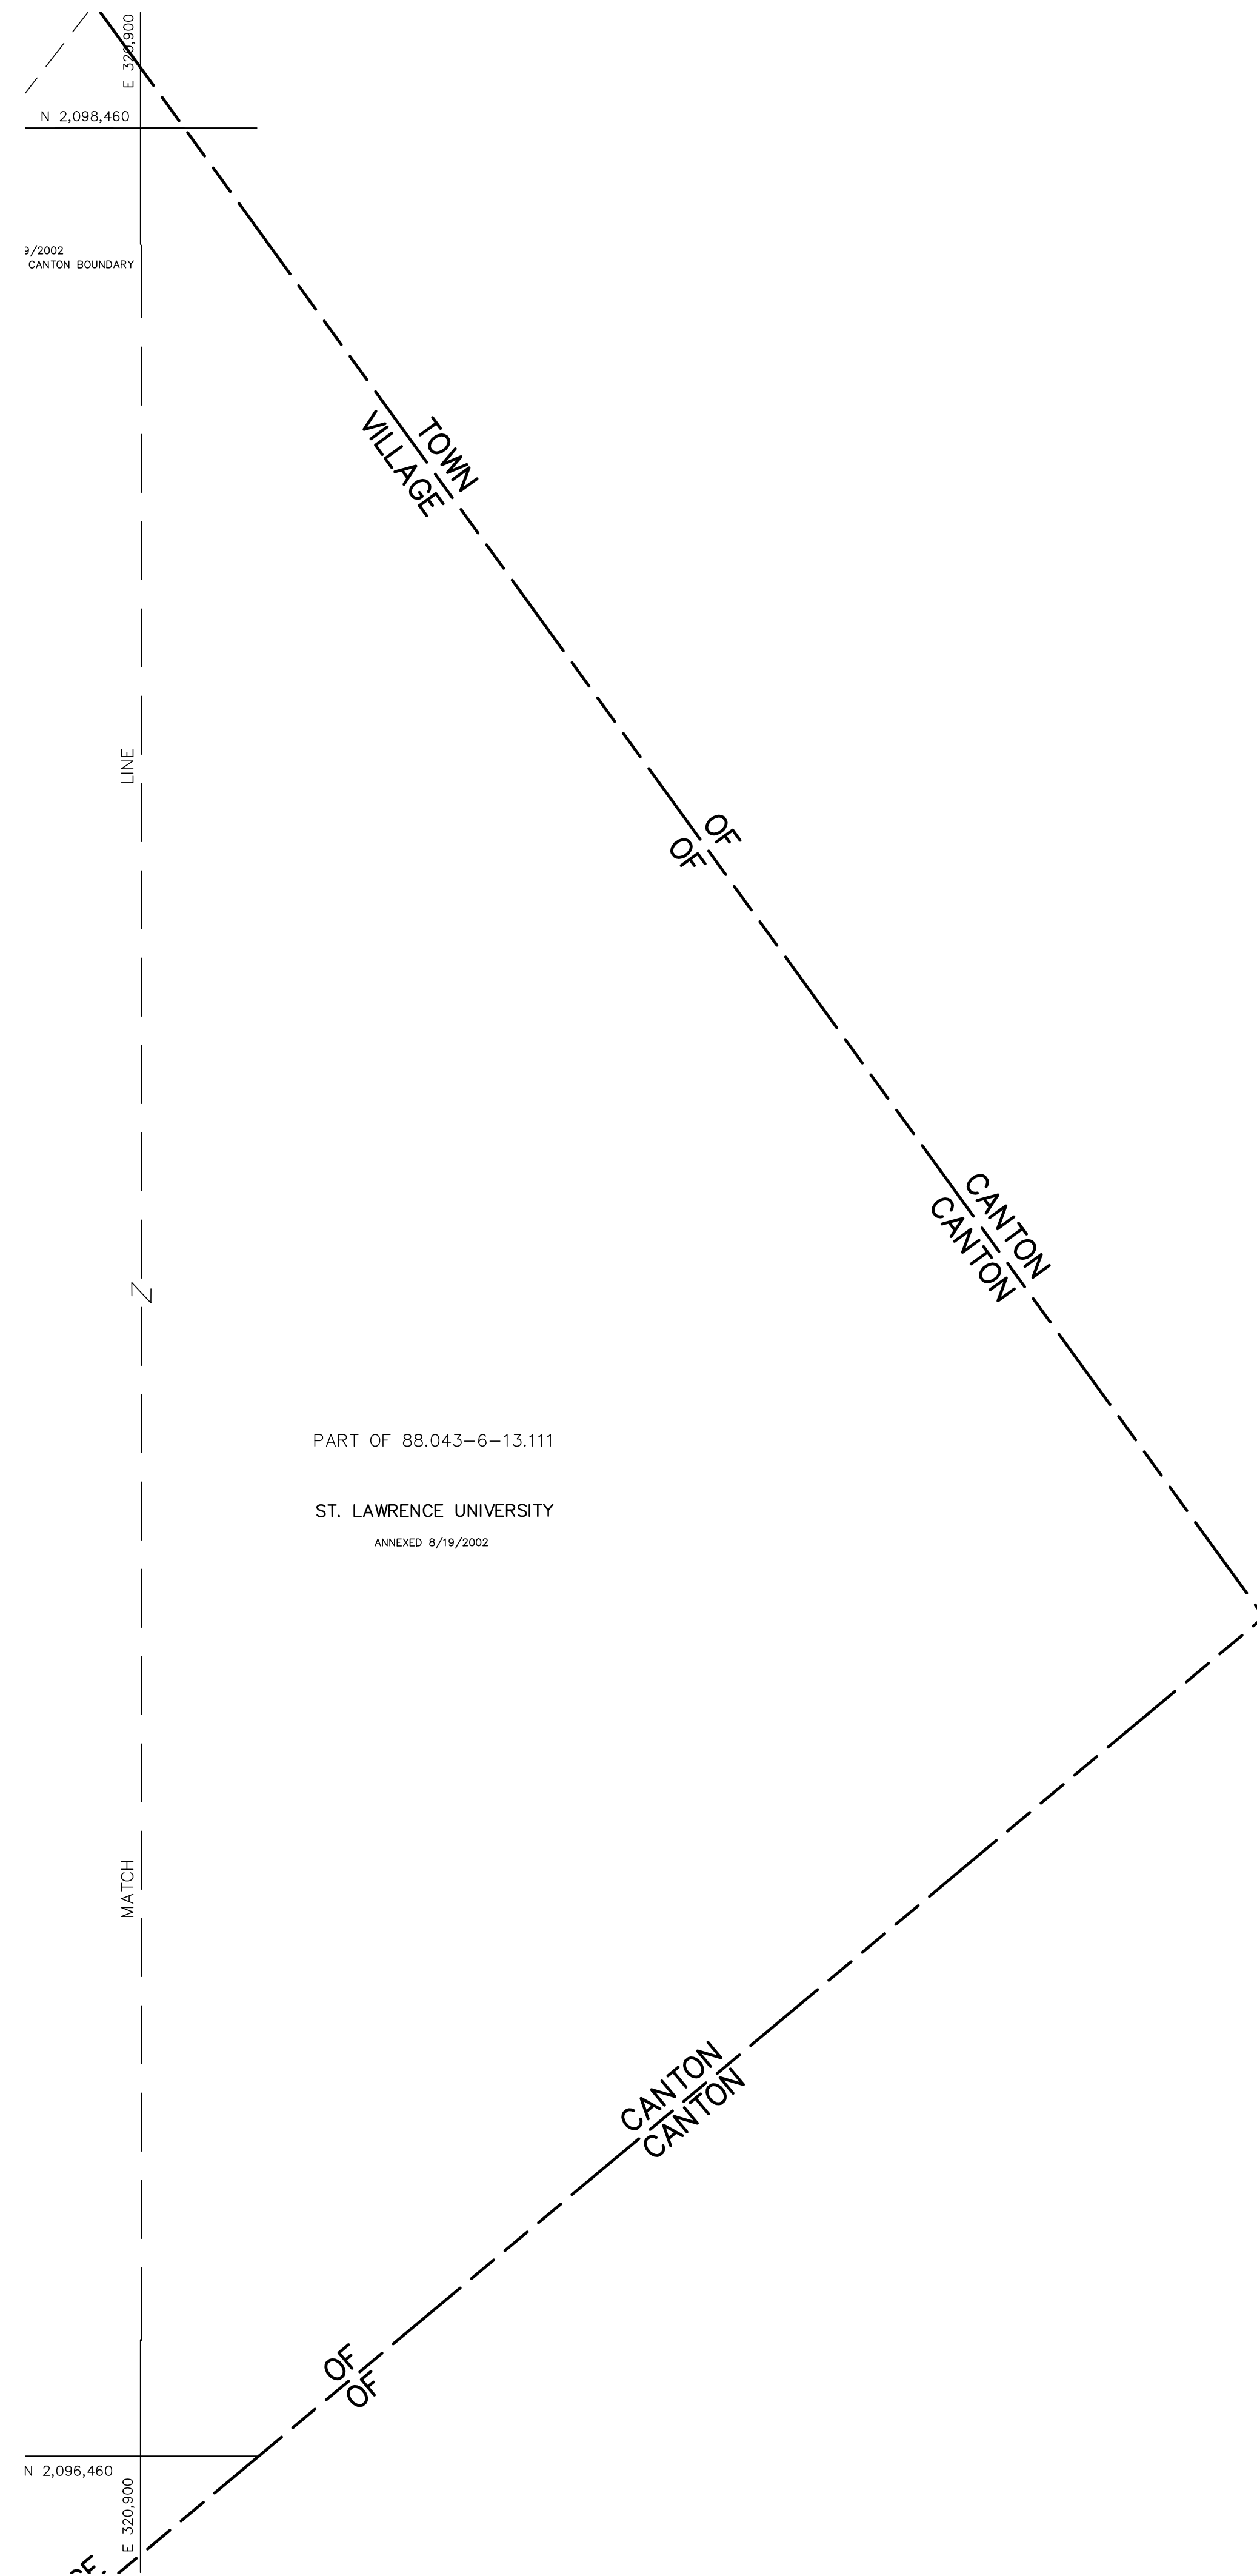 E 320,900
N 2,098,460
9/2002
CANTON BOUNDARY
TOWN
VILLAGE
LINE
OF
OF
CANTON
CANTON
Z
PART OF 88.043-6-13.111
ST. LAWRENCE UNIVERSITY
ANNEXED 8/19/2002
MATCH
CANTON
CANTON
OF
OF
N 2,096,460
E 320,900